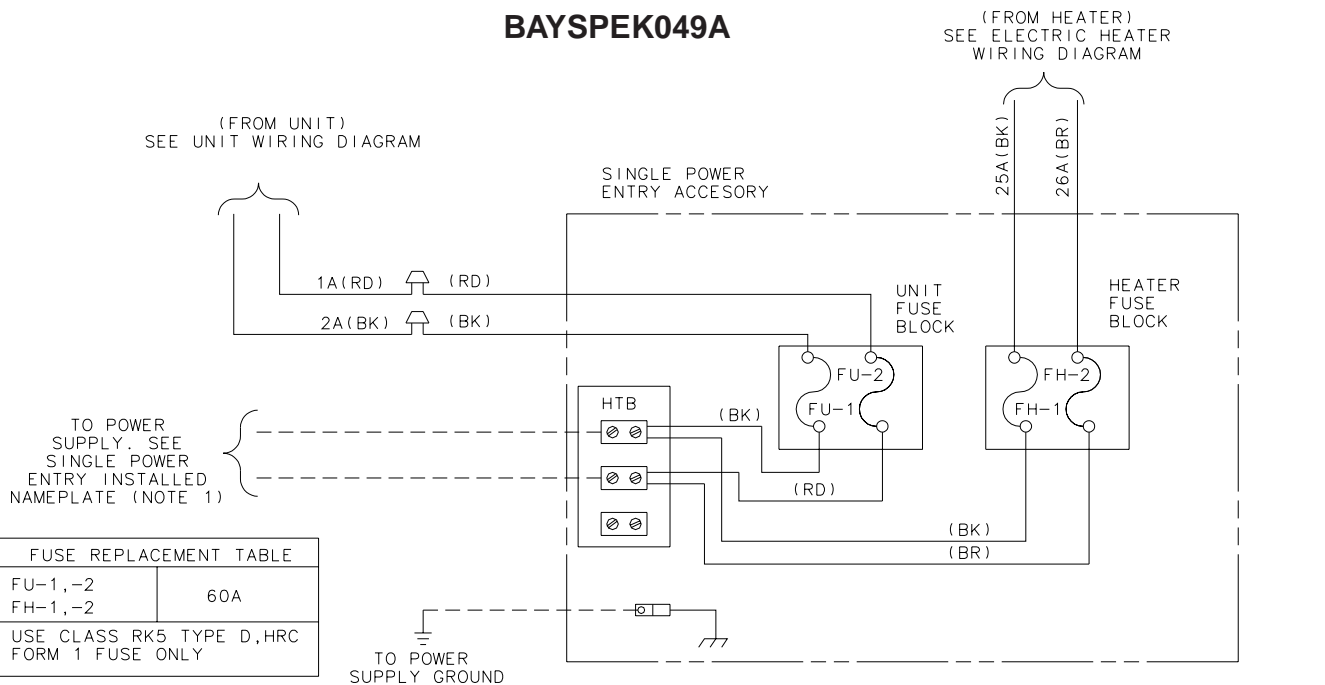 BAYSPEK049A
(FROM HEATER)
SEE ELECTRIC HEATER
WIRING DIAGRAM
(FROM UNIT)
SEE UNIT WIRING DIAGRAM
25A(BK)
26A(BR)
SINGLE POWER
ENTRY ACCESORY
1A(RD)
(RD)
2A(BK)
(BK)
UNIT
FUSE
BLOCK
HEATER
FUSE
BLOCK
FU-2
FU-1
FH-2
FH-1
HTB
(BK)
(RD)
(BK)
(BR)
TO POWER
SUPPLY. SEE
SINGLE POWER
ENTRY INSTALLED
NAMEPLATE (NOTE 1)
FUSE REPLACEMENT TABLE
FU-1,-2
FH-1,-2
60A
USE CLASS RK5 TYPE D,HRC
FORM 1 FUSE ONLY
TO POWER
SUPPLY GROUND